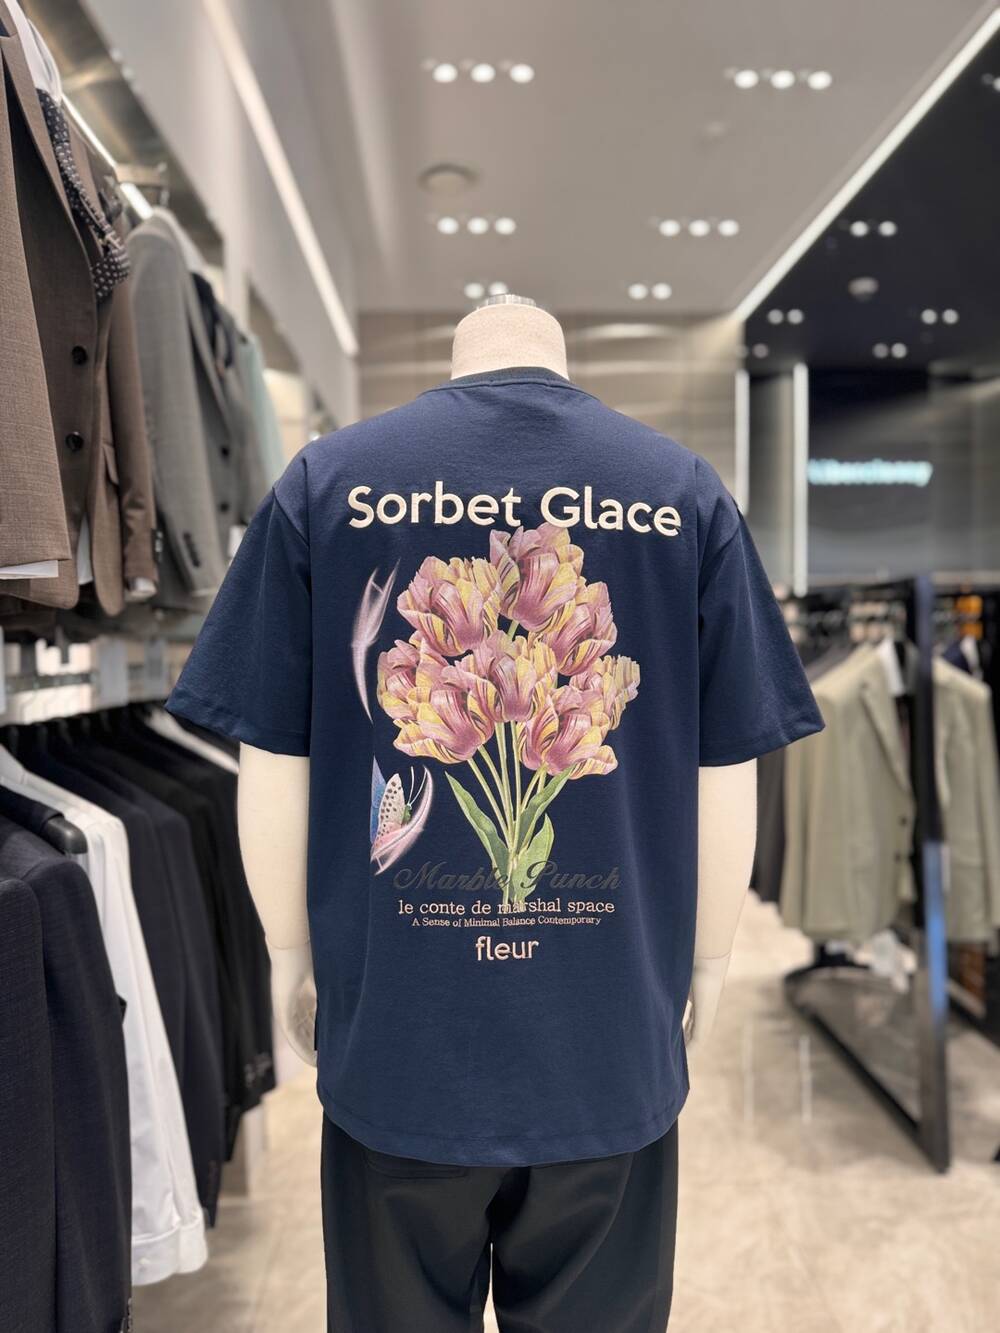 Sorbet Glace
Marble Punch
le conte de marshal space
A Sense of Minimal Balance Contemporary
fleur